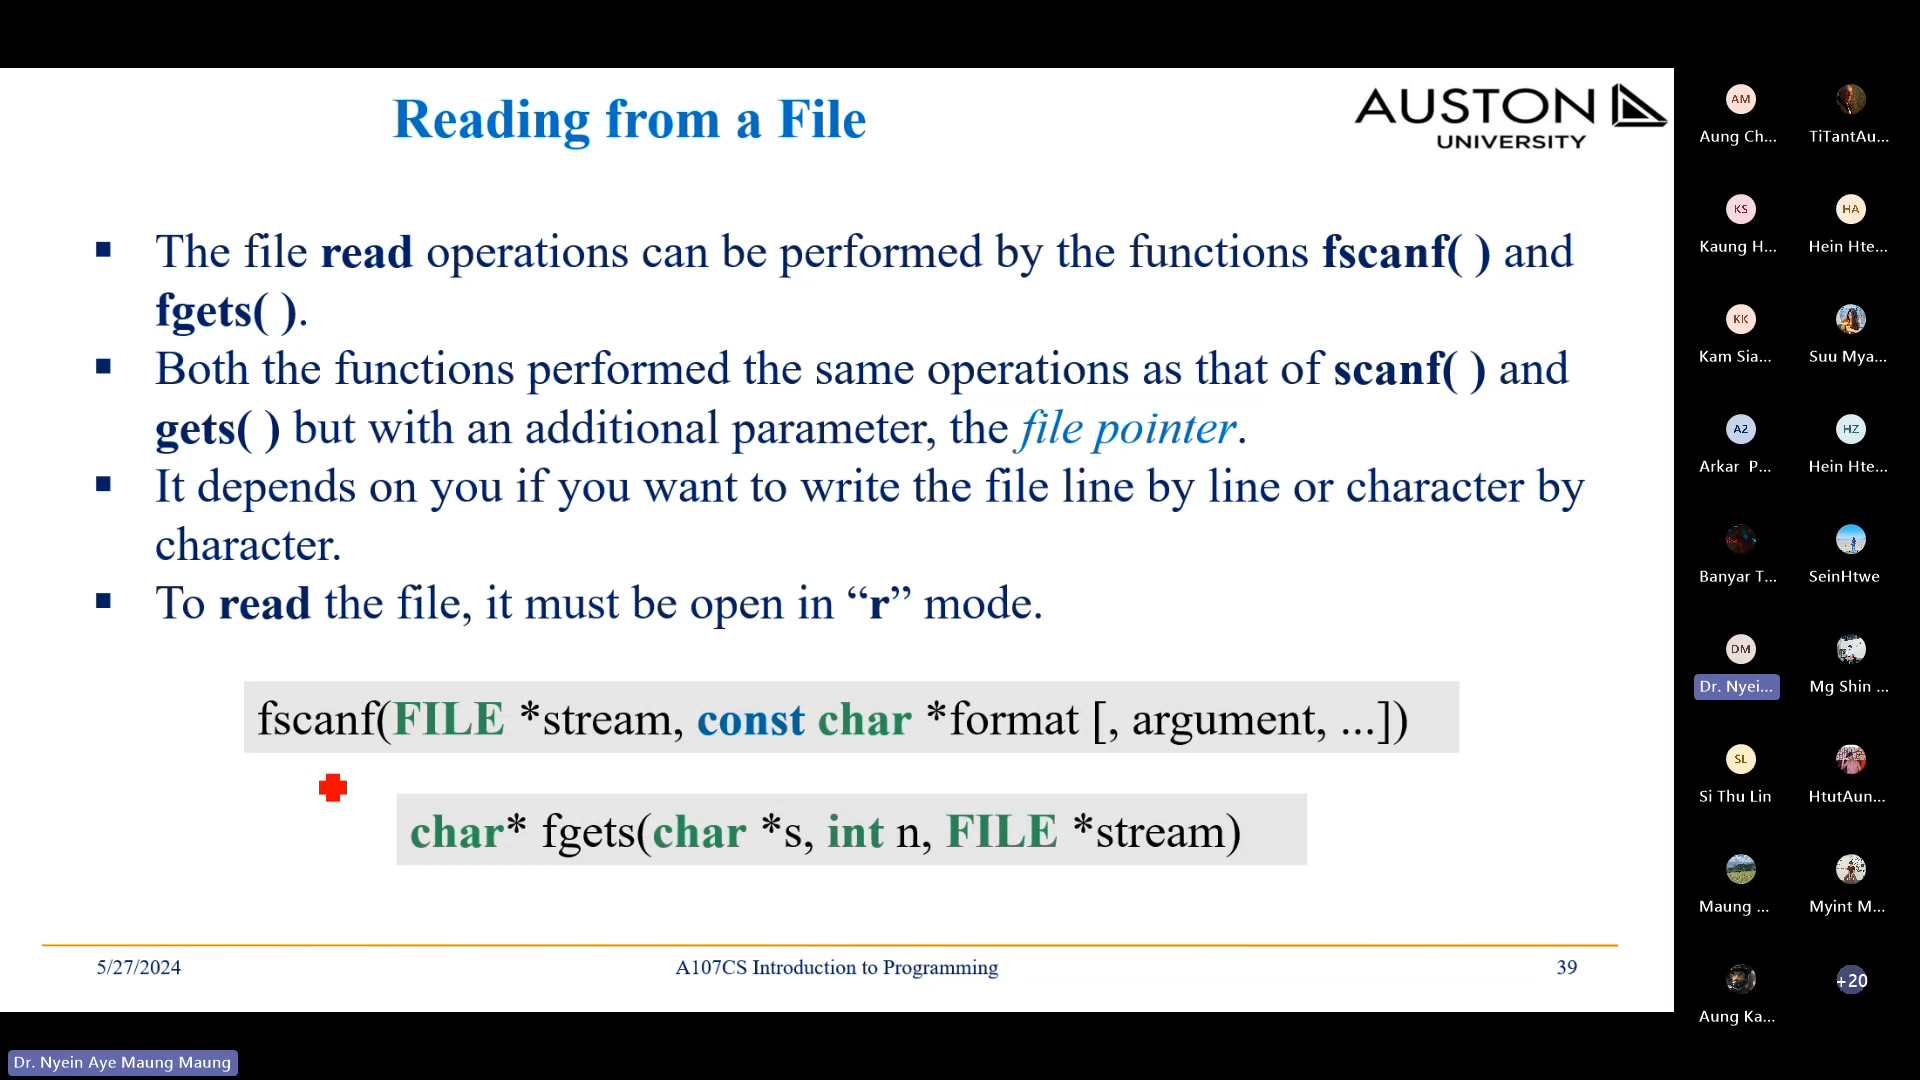 Reading from a File
AUSTON
UNIVERSITY
▪ The file read operations can be performed by the functions fscanf( ) and
fgets( ).
▪ Both the functions performed the same operations as that of scanf( ) and
gets( ) but with an additional parameter, the file pointer.
▪ It depends on you if you want to write the file line by line or character by
character.
▪ To read the file, it must be open in “r” mode.
fscanf(FILE *stream, const char *format [, argument, ...])
char* fgets(char *s, int n, FILE *stream)
5/27/2024
A107CS Introduction to Programming
39
AM
Aung Ch...
TiTantAu...
KS
HA
Kaung H...
Hein Hte...
KK
Kam Sia...
Suu Mya...
A2
HZ
Arkar P...
Hein Hte...
Banyar T...
SeinHtwe
DM
Dr. Nyei...
Mg Shin ...
SL
Si Thu Lin
HtutAun...
Maung ...
Myint M...
+20
Aung Ka...
Dr. Nyein Aye Maung Maung